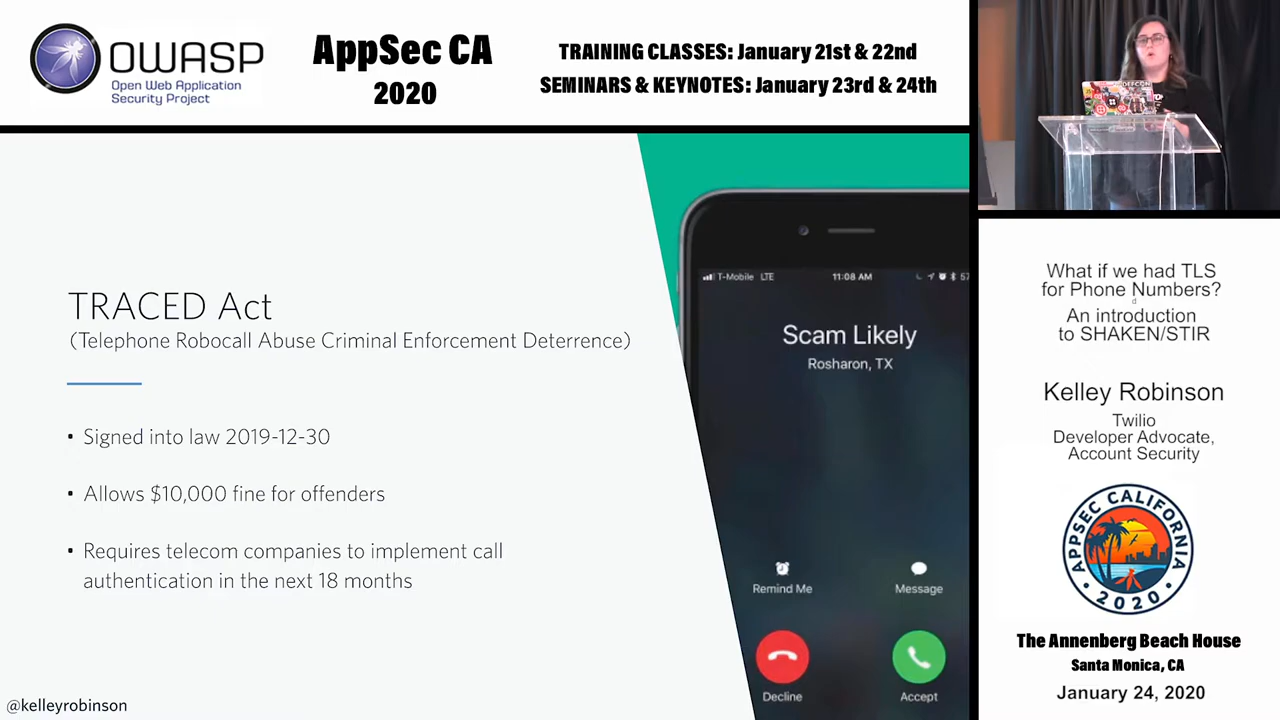 OWASP
Open Web Application
Security Project
AppSec CA
2020
TRAINING CLASSES: January 21st & 22nd
SEMINARS & KEYNOTES: January 23rd & 24th
TRACED Act
(Telephone Robocall Abuse Criminal Enforcement Deterrence)
• Signed into law 2019-12-30
• Allows $10,000 fine for offenders
• Requires telecom companies to implement call
authentication in the next 18 months
@kelleyrobinson
T-Mobile LTE 11:08 AM 57
Scam Likely
Rosharon, TX
Remind Me
Message
Decline
Accept
DEFCON
What if we had TLS
for Phone Numbers?
d
An introduction
to SHAKEN/STIR
Kelley Robinson
Twilio
Developer Advocate,
Account Security
APPSEC CALIFORNIA
2020
The Annenberg Beach House
Santa Monica, CA
January 24, 2020